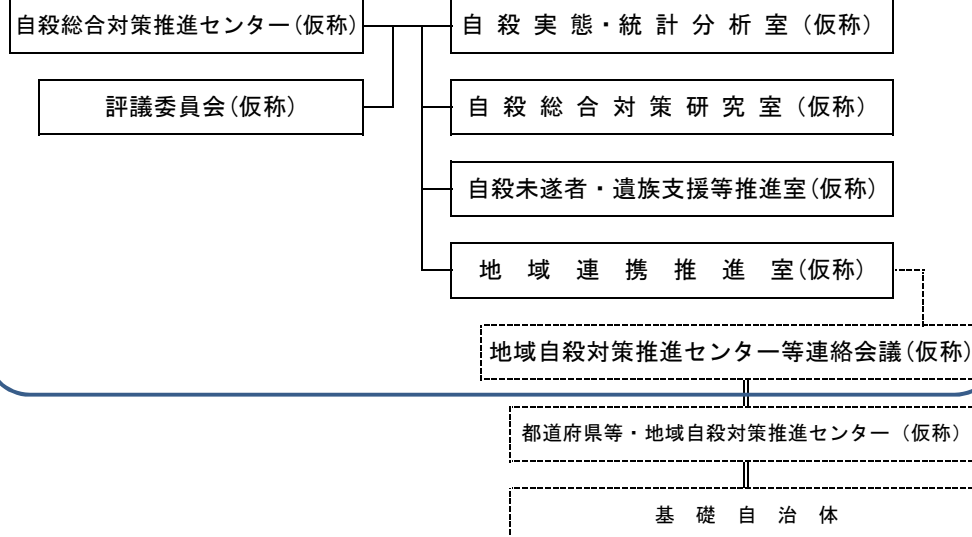 自殺総合対策推進センター(仮称)
自殺実態・統計分析室(仮称)
評議委員会(仮称)
自殺総合対策研究室(仮称)
自殺未遂者・遺族支援等推進室(仮称)
地域連携推進室(仮称)
地域自殺対策推進センター等連絡会議(仮称)
都道府県等・地域自殺対策推進センター(仮称)
基礎自治体